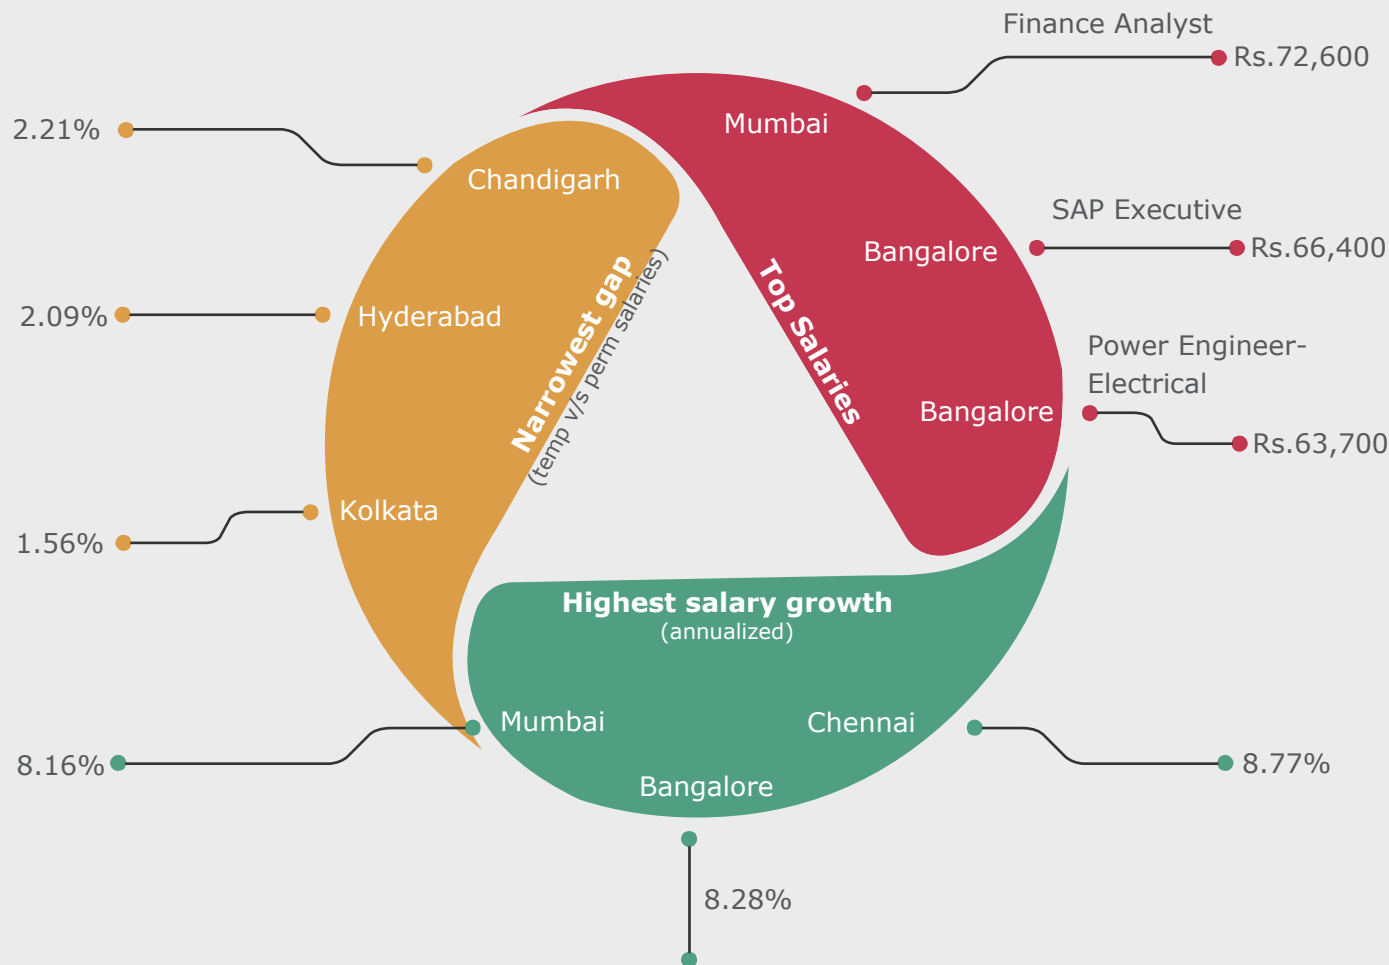 Finance Analyst
Rs.72,600
Mumbai
2.21%
Chandigarh
SAP Executive
Rs.66,400
Bangalore
2.09%
Hyderabad
Narrowest gap
(temp v/s perm salaries)
Top Salaries
Power Engineer-
Electrical
Bangalore
Rs.63,700
Kolkata
1.56%
Highest salary growth
(annualized)
Mumbai
Chennai
8.16%
8.77%
Bangalore
8.28%